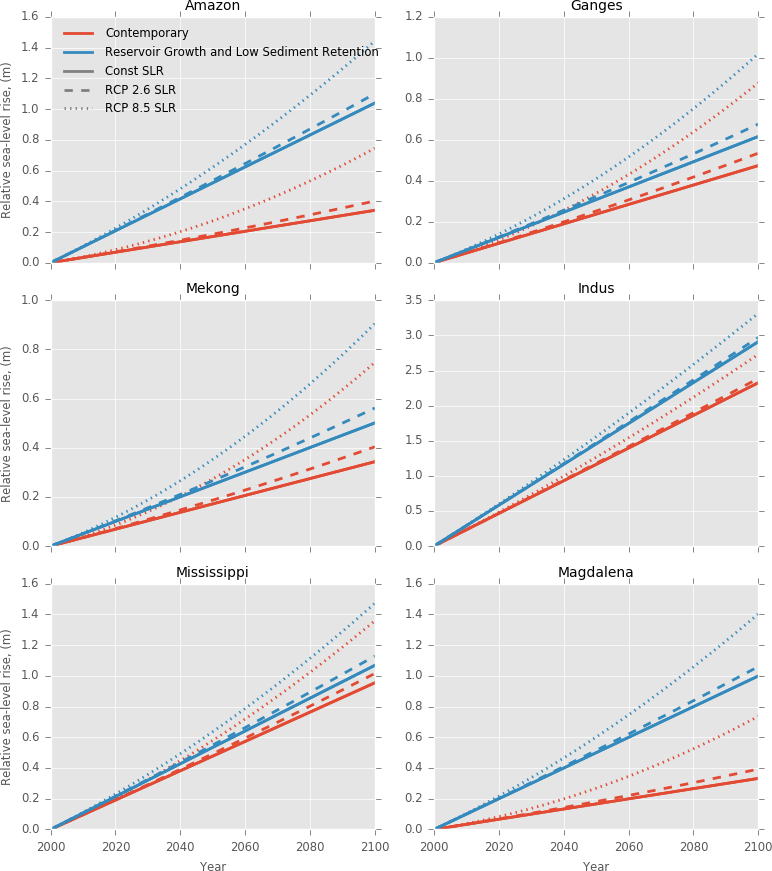 Amazon
Ganges
Relative sea-level rise, (m)
1.6
1.4
1.2
1.0
0.8
0.6
0.4
0.2
0.0
Contemporary
Reservoir Growth and Low Sediment Retention
Const SLR
RCP 2.6 SLR
RCP 8.5 SLR
1.2
1.0
0.8
0.6
0.4
0.2
0.0
Mekong
Indus
Relative sea-level rise, (m)
1.0
0.8
0.6
0.4
0.2
0.0
3.5
3.0
2.5
2.0
1.5
1.0
0.5
0.0
Mississippi
Magdalena
Relative sea-level rise, (m)
1.6
1.4
1.2
1.0
0.8
0.6
0.4
0.2
0.0
1.6
1.4
1.2
1.0
0.8
0.6
0.4
0.2
0.0
2000 2020 2040 2060 2080 2100
2000 2020 2040 2060 2080 2100
Year
Year